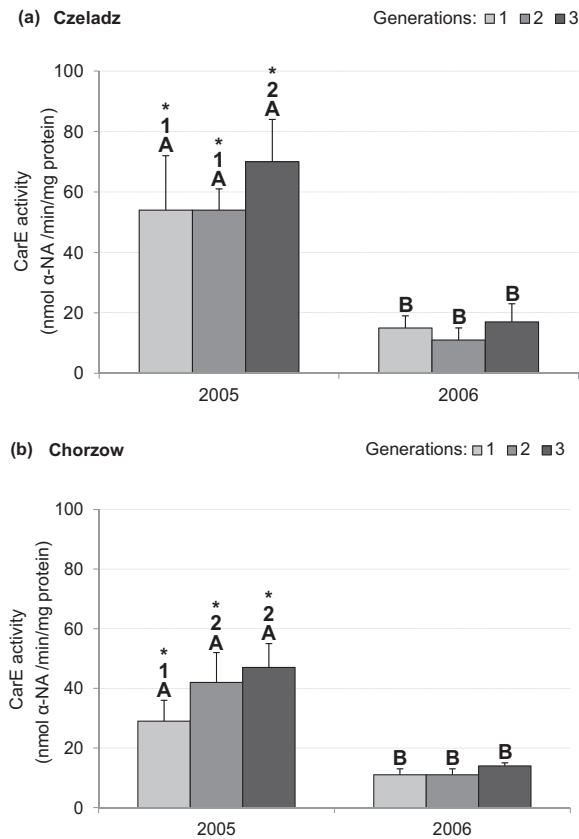 (a) Czeladz
Generations: 1 2 3
CarE activity
(nmol α-NA /min/mg protein)
100
80
60
40
20
0
*
1
A
*
1
A
*
2
A
B
B
B
2005
2006
(b) Chorzow
Generations: 1 2 3
CarE activity
(nmol α-NA /min/mg protein)
100
80
60
40
20
0
*
1
A
*
2
A
*
2
A
B
B
B
2005
2006